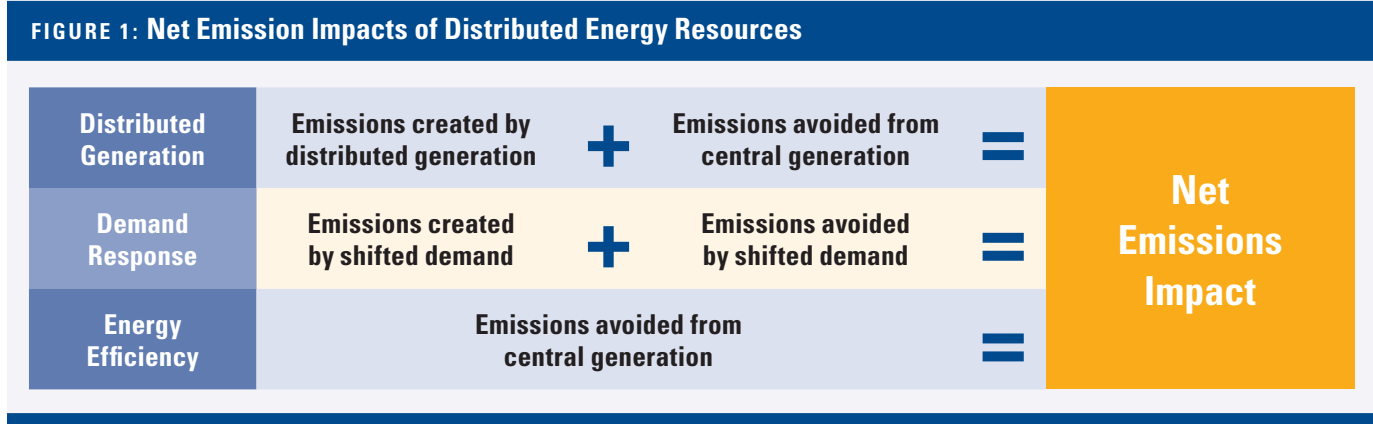 FIGURE 1: Net Emission Impacts of Distributed Energy Resources
Distributed
Generation
Emissions created by
distributed generation
+
Emissions avoided from
central generation
=
Demand
Response
Emissions created
by shifted demand
+
Emissions avoided
by shifted demand
=
Energy
Efficiency
Emissions avoided from
central generation
=
Net
Emissions
Impact